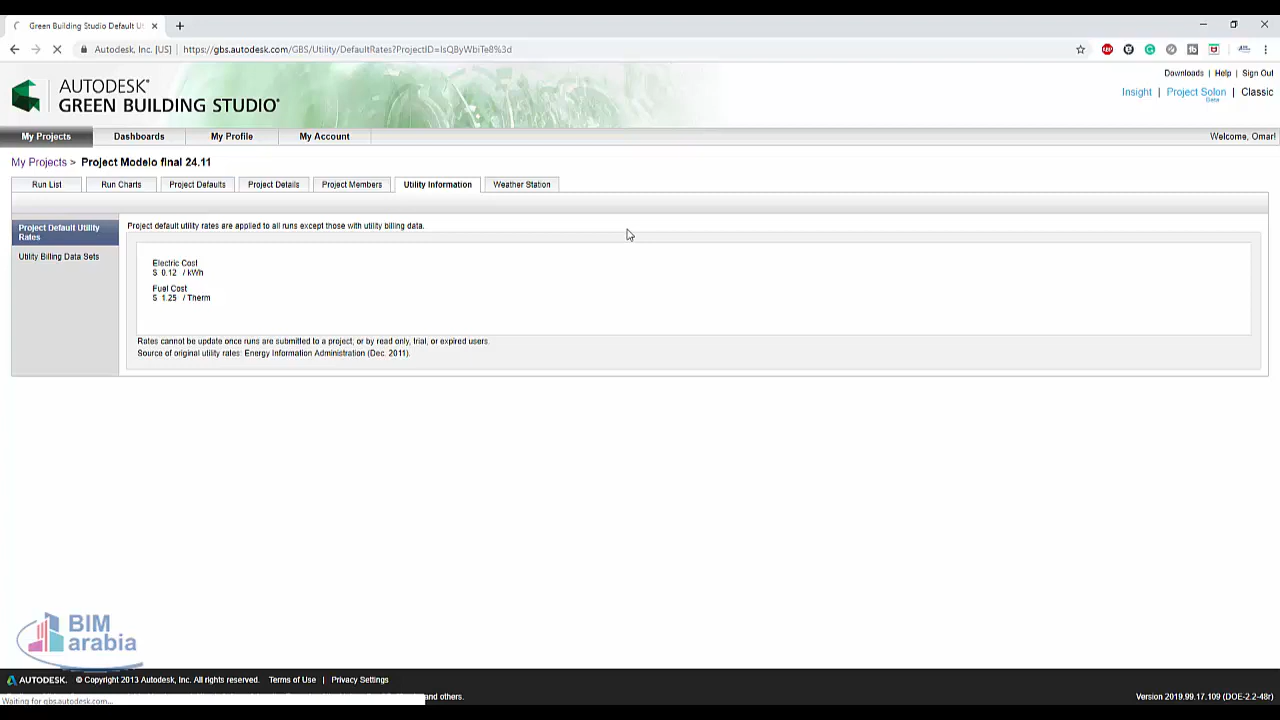 Green Building Studio Default Ut
Autodesk, Inc. [US] | https://gbs.autodesk.com/GBS/Utility/DefaultRates?ProjectID=IsQByWbiTe8%3d
AUTODESK®
GREEN BUILDING STUDIO®
Downloads | Help | Sign Out
Insight | Project Solon | Classic
Beta
My Projects Dashboards My Profile My Account Welcome, Omar!
My Projects > Project Modelo final 24.11
Run List Run Charts Project Defaults Project Details Project Members Utility Information Weather Station
Project Default Utility
Rates
Utility Billing Data Sets
Project default utility rates are applied to all runs except those with utility billing data.
Electric Cost
$ 0.12 / kWh
Fuel Cost
$ 1.25 / Therm
Rates cannot be update once runs are submitted to a project, or by read only, trial, or expired users.
Source of original utility rates: Energy Information Administration (Dec. 2011).
BIM
arabia
AUTODESK. © Copyright 2013 Autodesk, Inc. All rights reserved. Terms of Use | Privacy Settings
and others.
Version 2019.99.17.109 (DOE-2.2-48r)
Waiting for gbs.autodesk.com...